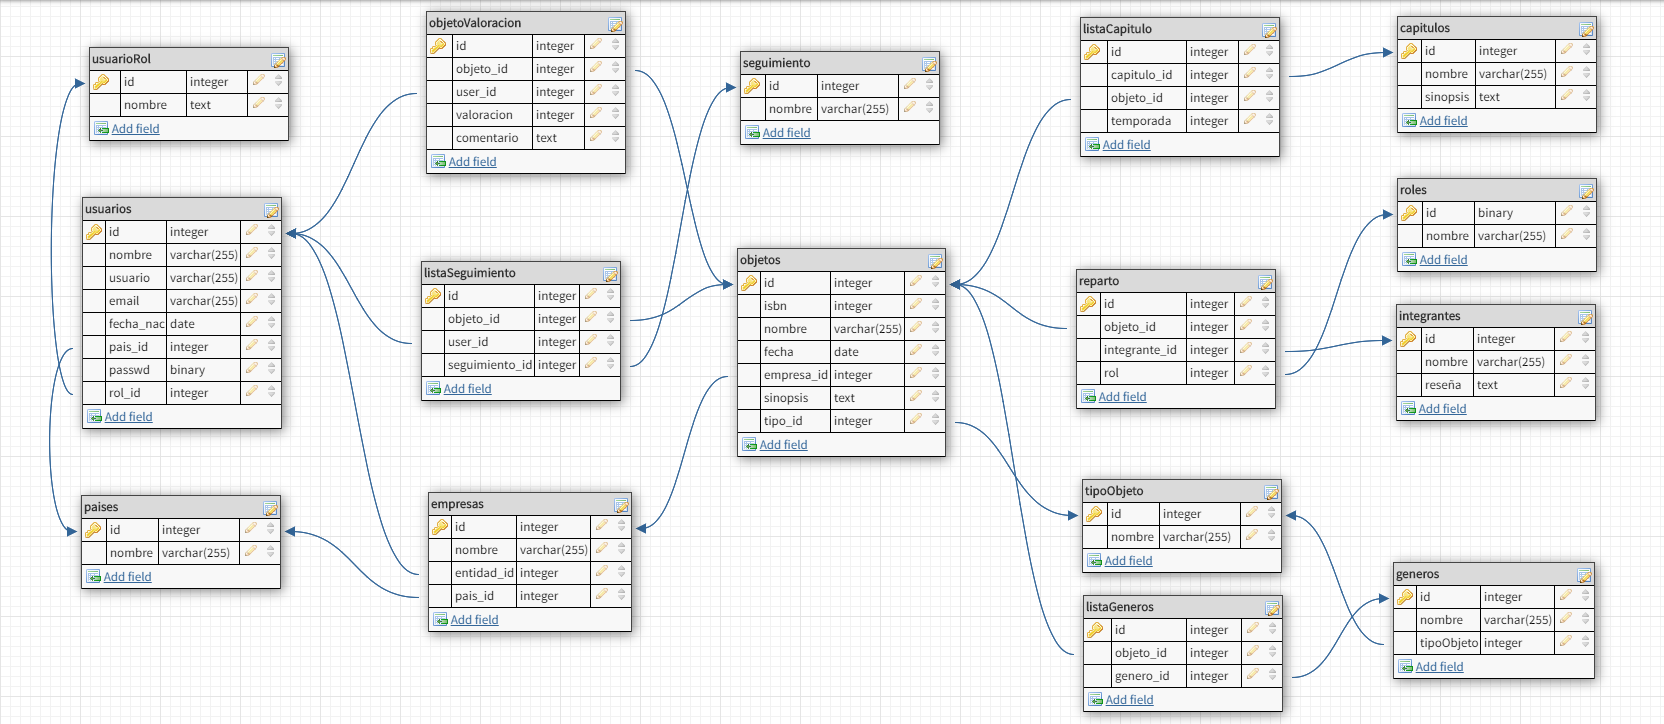 usuarioRol
id integer
nombre text
Add field
usuarios
id integer
nombre varchar(255)
usuario varchar(255)
email varchar(255)
fecha_nac date
pais_id integer
passwd binary
rol_id integer
Add field
paises
id integer
nombre varchar(255)
Add field
objetoValoracion
id integer
objeto_id integer
user_id integer
valoracion integer
comentario text
Add field
listaSeguimiento
id integer
objeto_id integer
user_id integer
seguimiento_id integer
Add field
empresas
id integer
nombre varchar(255)
entidad_id integer
pais_id integer
Add field
seguimiento
id integer
nombre varchar(255)
Add field
objetos
id integer
isbn integer
nombre varchar(255)
fecha date
empresa_id integer
sinopsis text
tipo_id integer
Add field
listaCapitulo
id integer
capitulo_id integer
objeto_id integer
temporada integer
Add field
reparto
id integer
objeto_id integer
integrante_id integer
rol integer
Add field
tipoObjeto
id integer
nombre varchar(255)
Add field
listaGeneros
id integer
objeto_id integer
genero_id integer
Add field
capitulos
id integer
nombre varchar(255)
sinopsis text
Add field
roles
id binary
nombre varchar(255)
Add field
integrantes
id integer
nombre varchar(255)
reseña text
Add field
generos
id integer
nombre varchar(255)
tipoObjeto integer
Add field